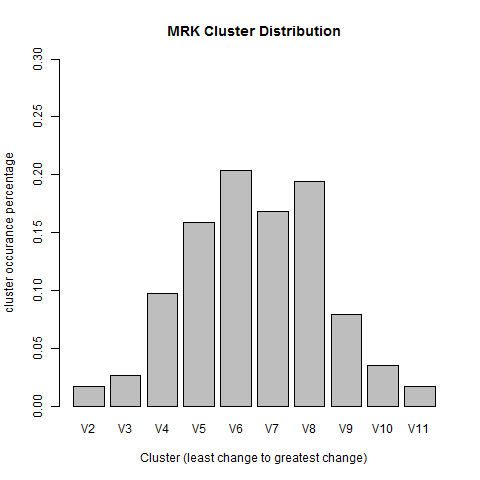 MRK Cluster Distribution
cluster occurance percentage
0.30
0.25
0.20
0.15
0.10
0.05
0.00
V2 V3 V4 V5 V6 V7 V8 V9 V10 V11
Cluster (least change to greatest change)